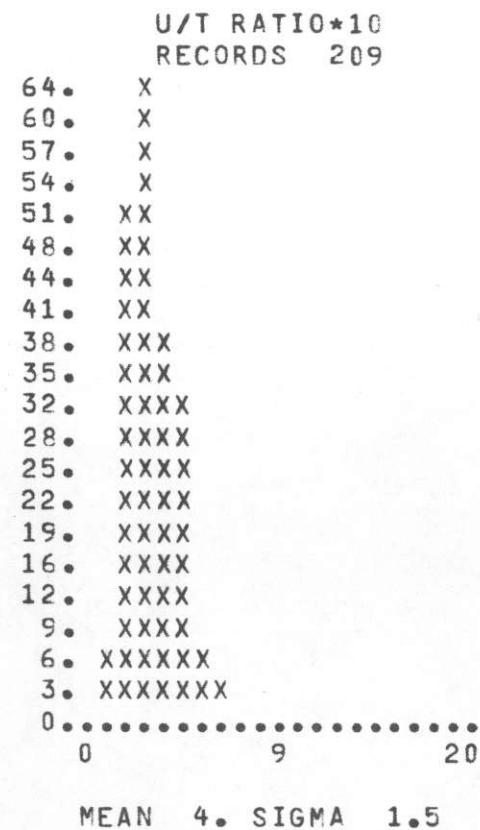 U/T RATIO*10
RECORDS  209
64.   X
60.   X
57.   X
54.   X
51.  XX
48.  XX
44.  XX
41.  XX
38.  XXX
35.  XXX
32.  XXXX
28.  XXXX
25.  XXXX
22.  XXXX
19.  XXXX
16.  XXXX
12.  XXXX
9.  XXXX
6. XXXXXX
3. XXXXXXX
0.....................
0         9        20
MEAN  4. SIGMA  1.5